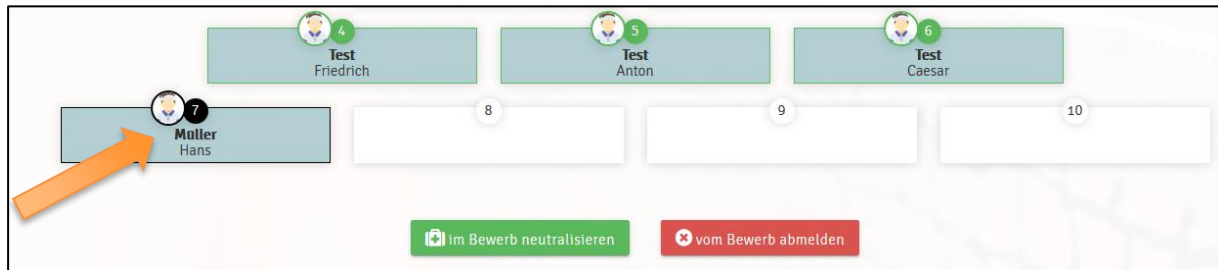 4
Test
Friedrich
5
Test
Anton
6
Test
Caesar
7
Müller
Hans
8
9
10
im Bewerb neutralisieren
vom Bewerb abmelden